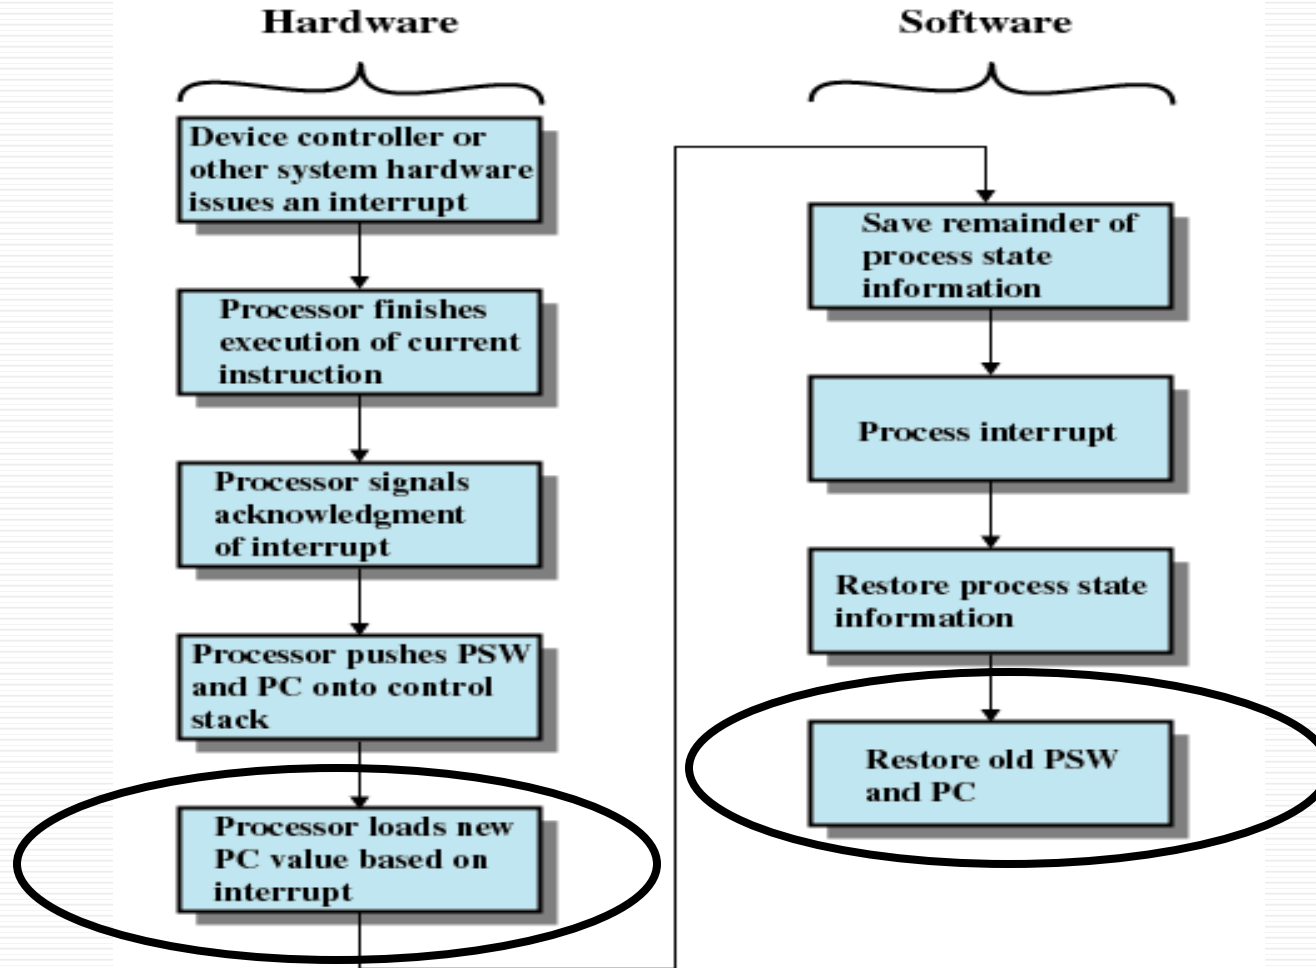 Hardware
Device controller or
other system hardware
issues an interrupt
Processor finishes
execution of current
instruction
Processor signals
acknowledgment
of interrupt
Processor pushes PSW
and PC onto control
stack
Processor loads new
PC value based on
interrupt
Software
Save remainder of
process state
information
Process interrupt
Restore process state
information
Restore old PSW
and PC